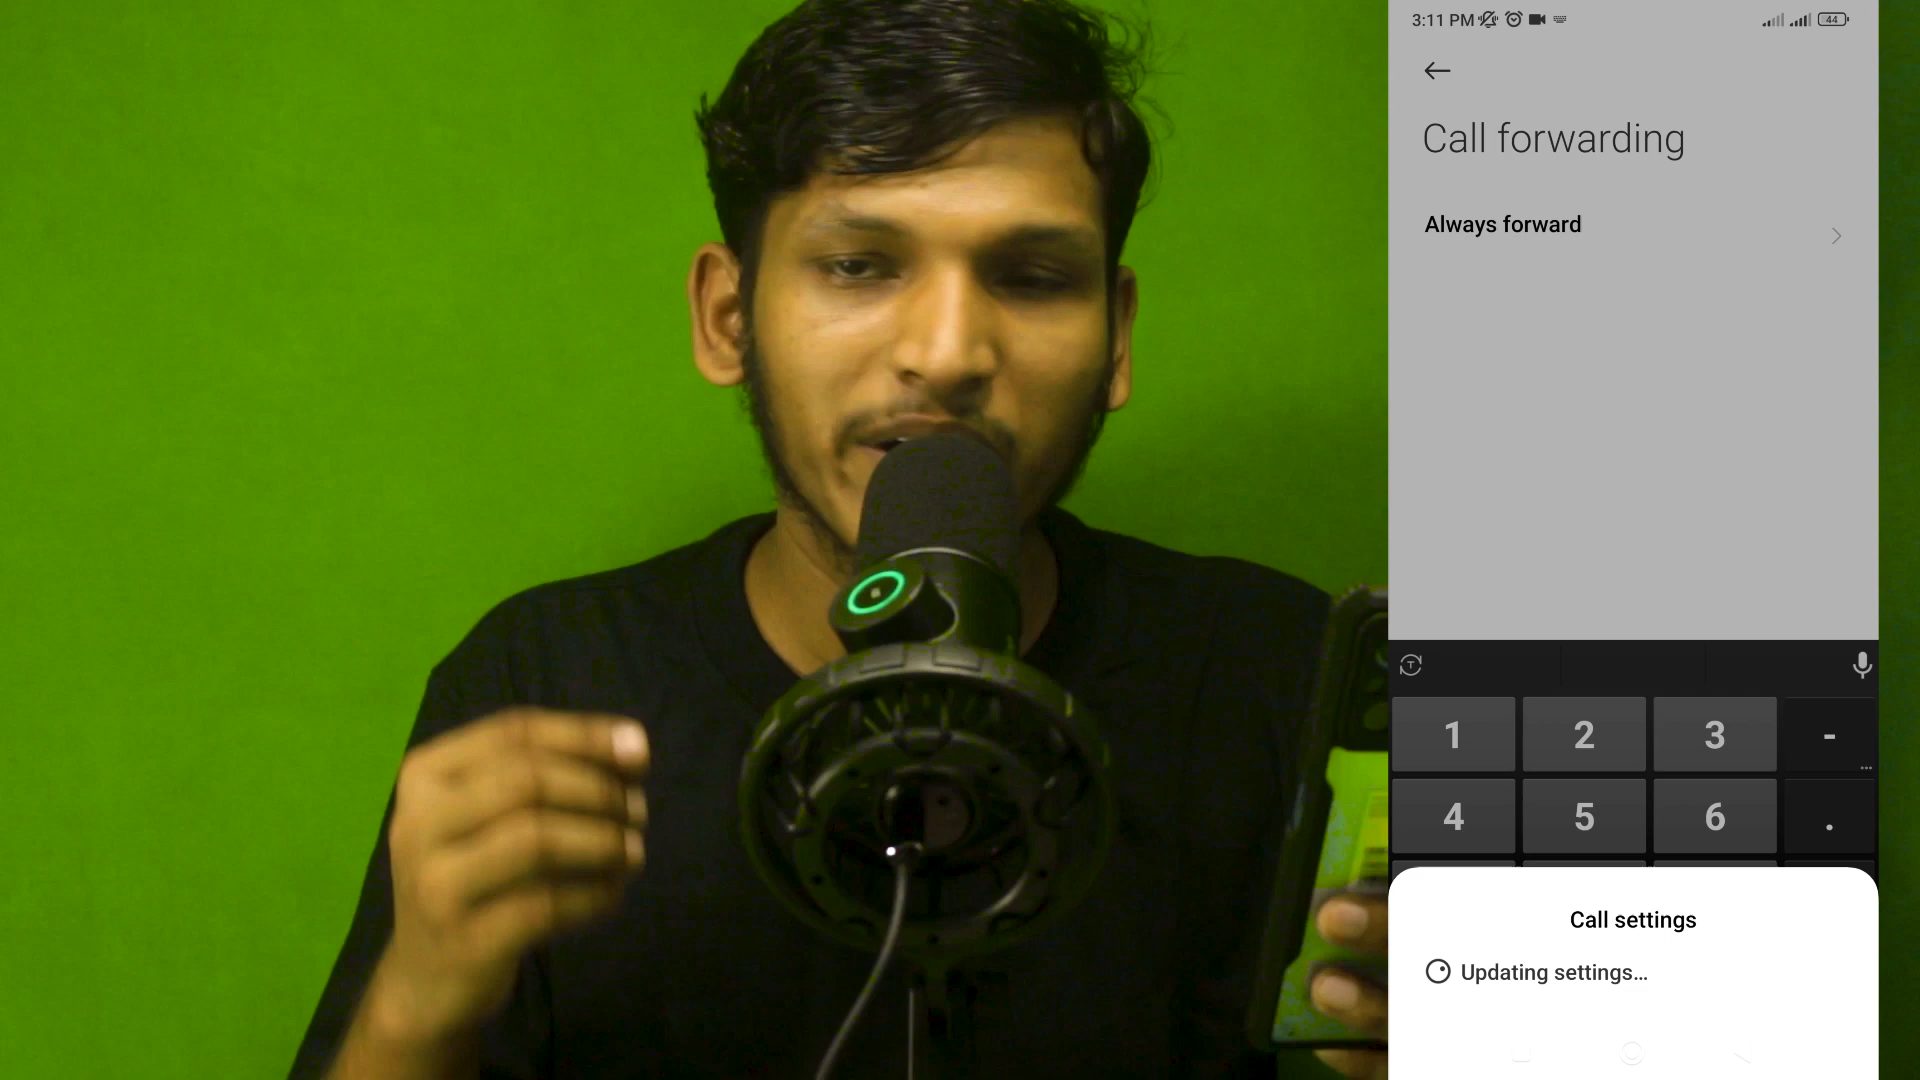 3:11 PM
44
Call forwarding
Always forward
1 2 3 -
4 5 6 .
Call settings
Updating settings...